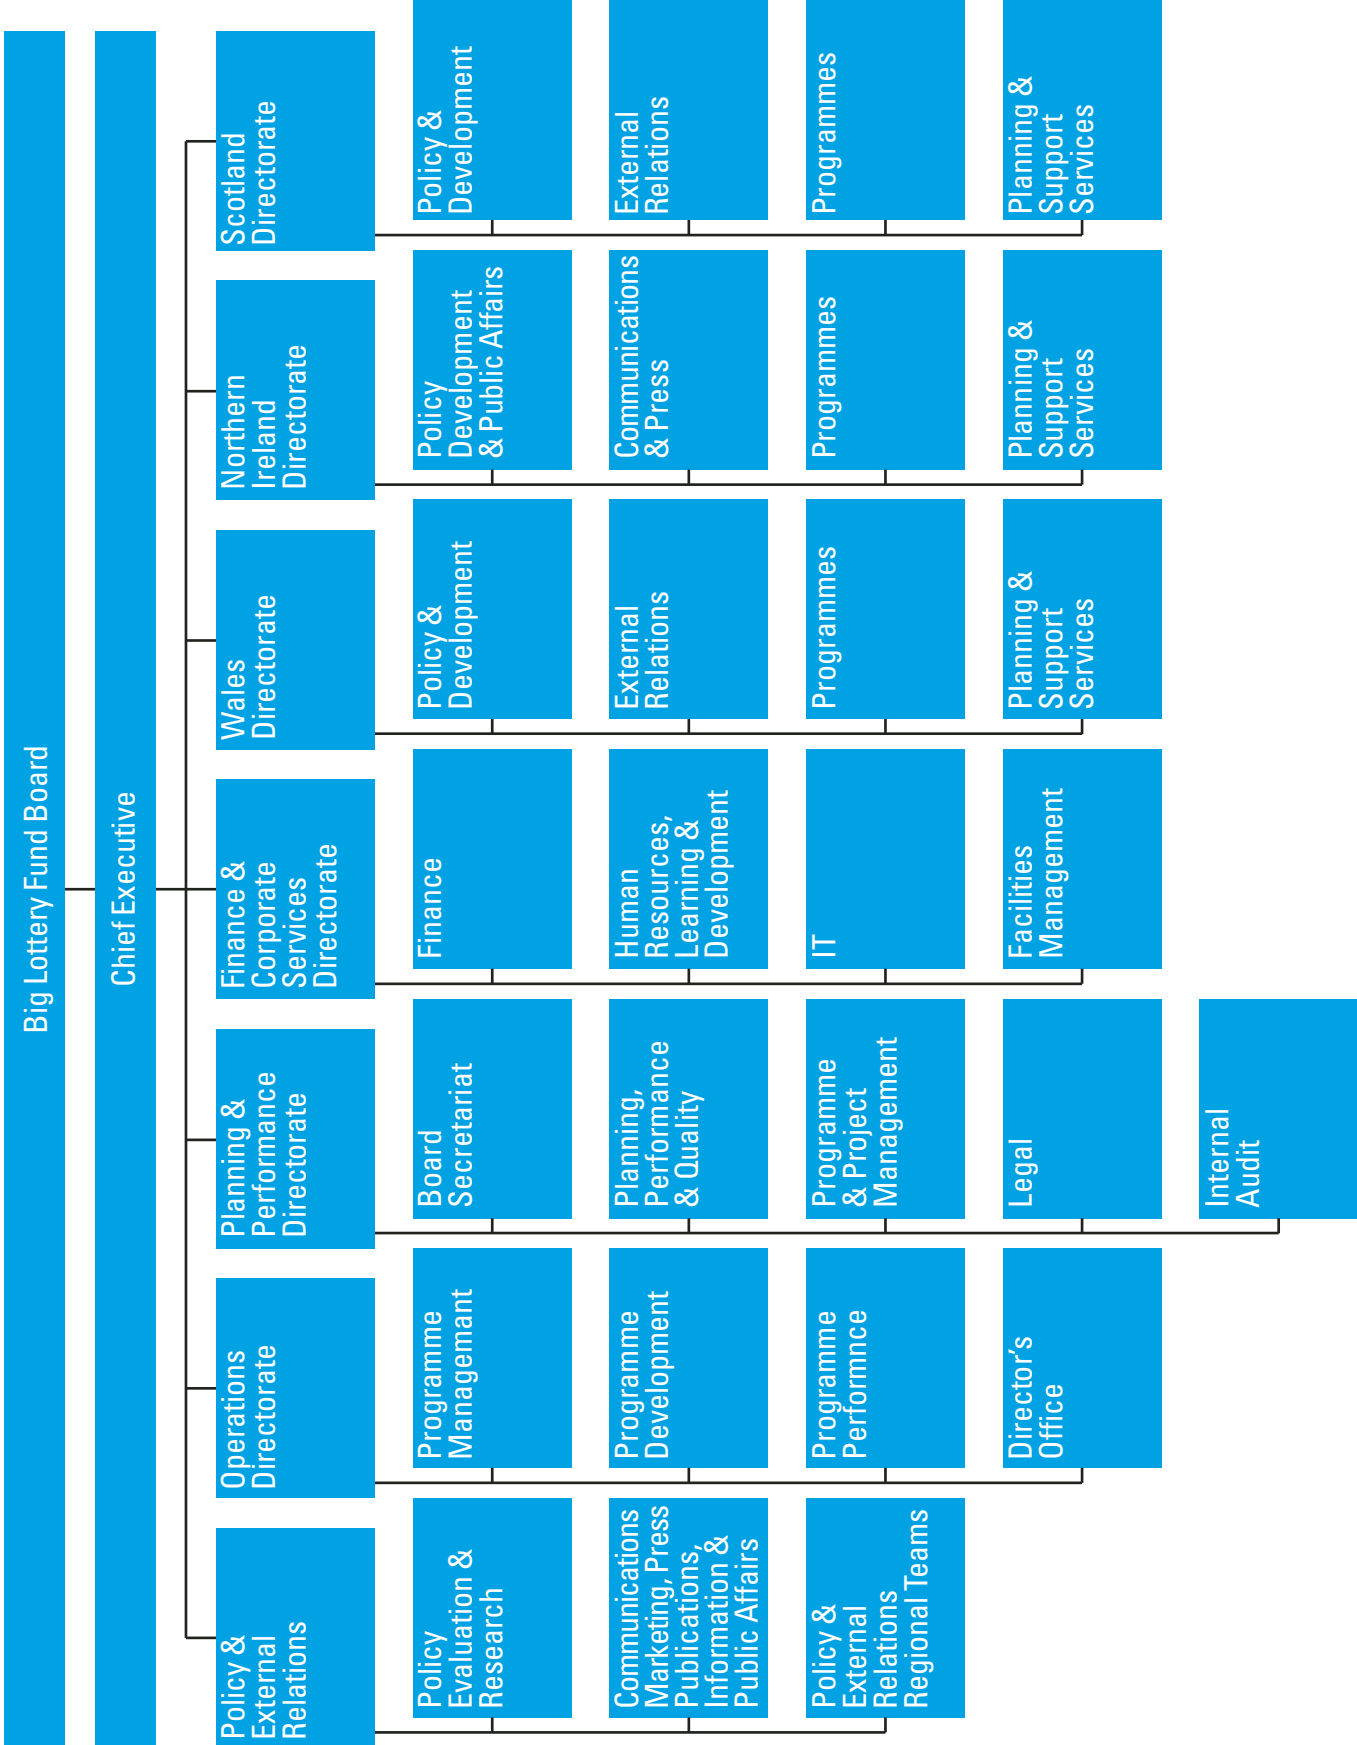 Big Lottery Fund Board
Chief Executive
Policy &
External
Relations
Operations
Directorate
Planning &
Performance
Directorate
Finance &
Corporate
Services
Directorate
Wales
Directorate
Northern
Ireland
Directorate
Scotland
Directorate
Policy
Evaluation &
Research
Programme
Managemant
Board
Secretariat
Finance
Policy &
Development
Policy
Development
& Public Affairs
Policy &
Development
Communications
Marketing, Press
Publications,
Information &
Public Affairs
Programme
Development
Planning,
Performance
& Quality
Human
Resources,
Learning &
Development
External
Relations
Communications
& Press
External
Relations
Policy &
External
Relations
Regional Teams
Programme
Performnce
Programme
& Project
Management
IT
Programmes
Programmes
Programmes
Director's
Office
Legal
Facilities
Management
Planning &
Support
Services
Planning &
Support
Services
Planning &
Support
Services
Internal
Audit